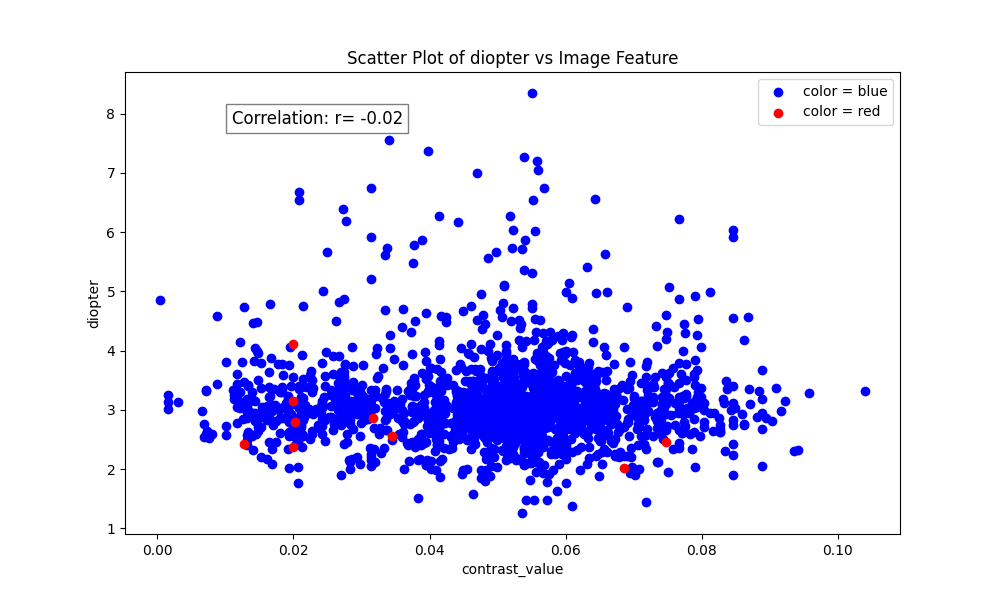 Scatter Plot of diopter vs Image Feature
Correlation: r= -0.02
color = blue
color = red
8
7
6
5
4
3
2
1
diopter
0.00 0.02 0.04 0.06 0.08 0.10
contrast_value